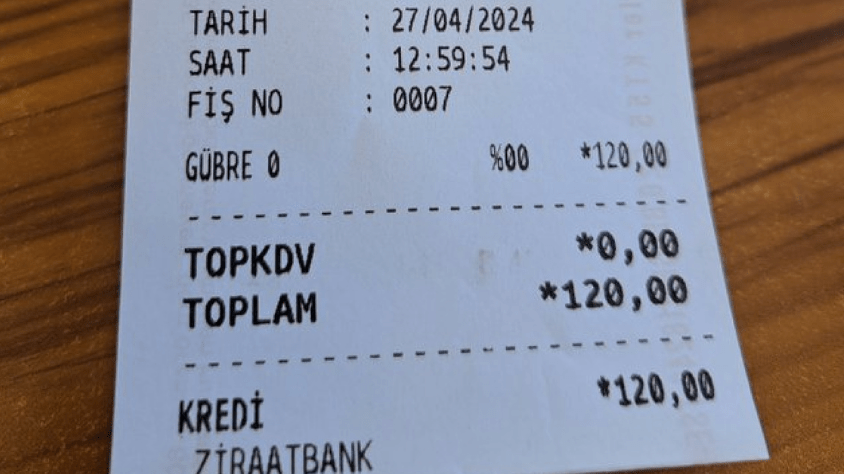 TARİH : 27/04/2024
SAAT : 12:59:54
FİŞ NO : 0007
GÜBRE 0 %00 *120,00
TOPKDV *0,00
TOPLAM *120,00
KREDİ *120,00
ZİRAATBANK